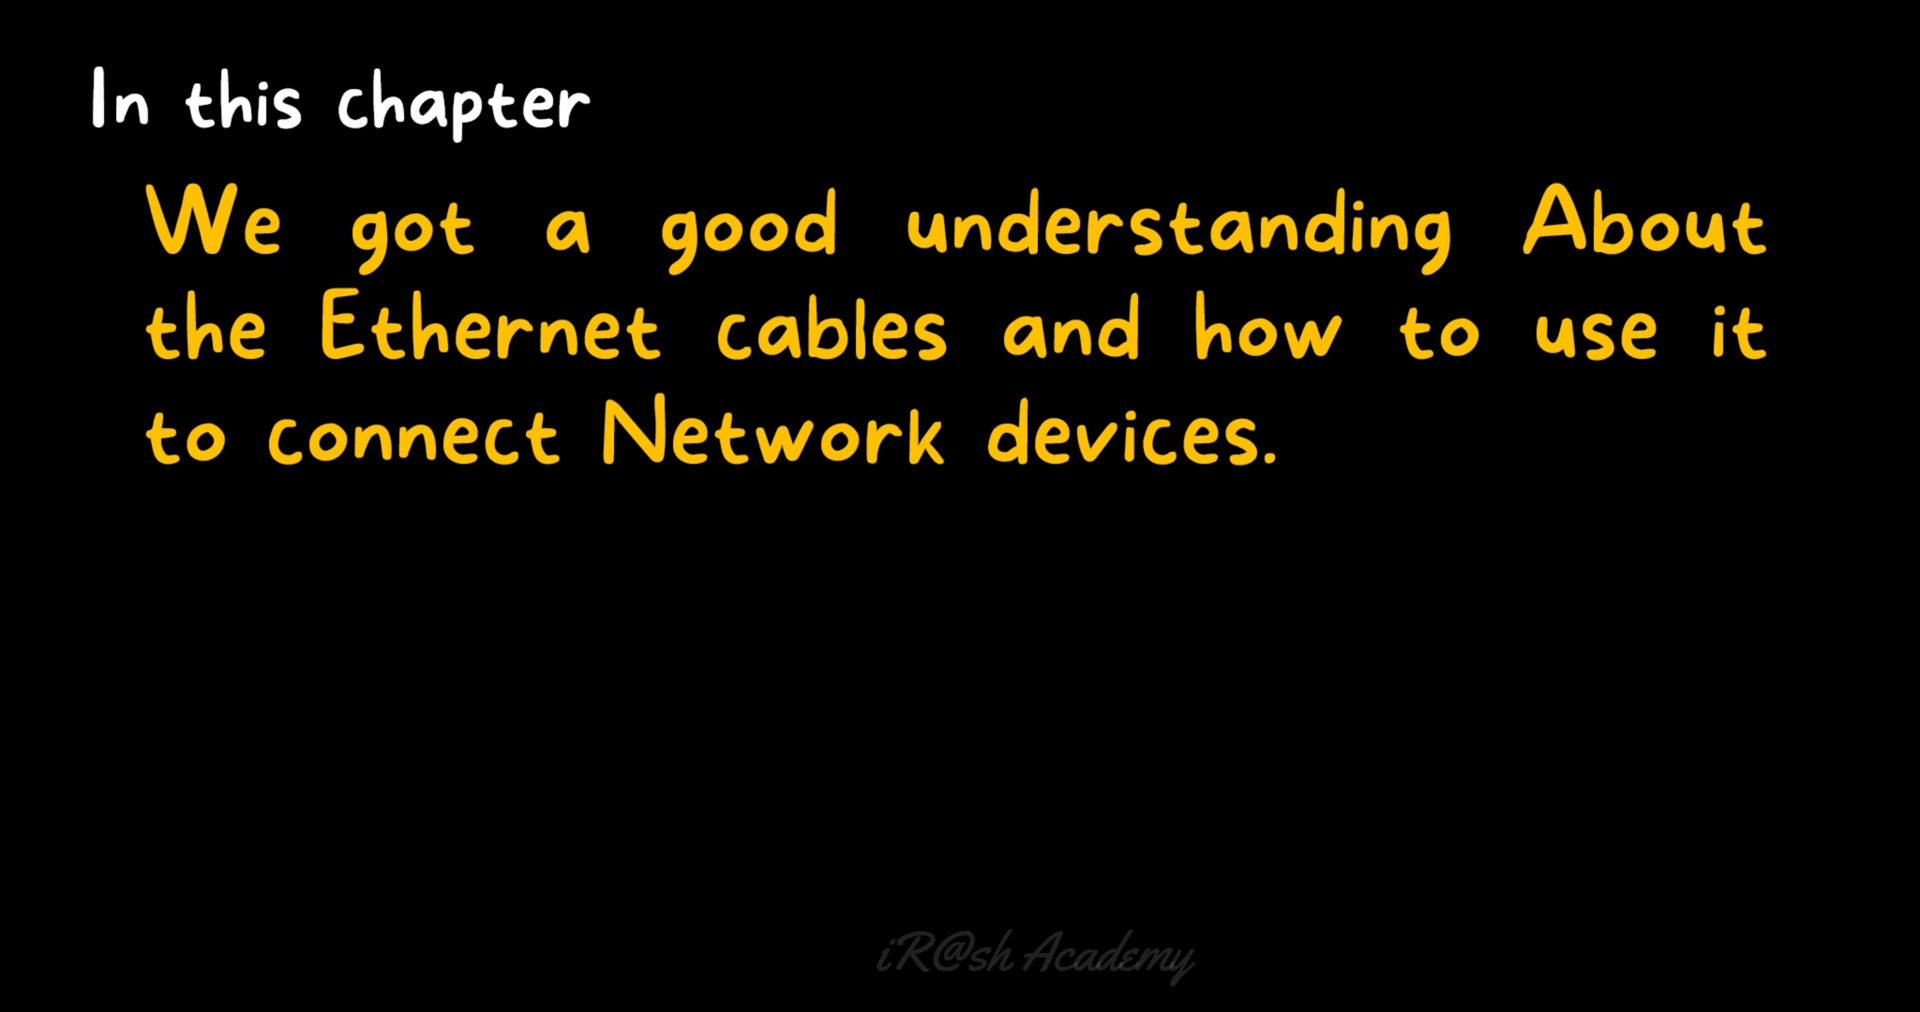 In this chapter
We got a good understanding About
the Ethernet cables and how to use it
to connect Network devices.
iR@sh Academy